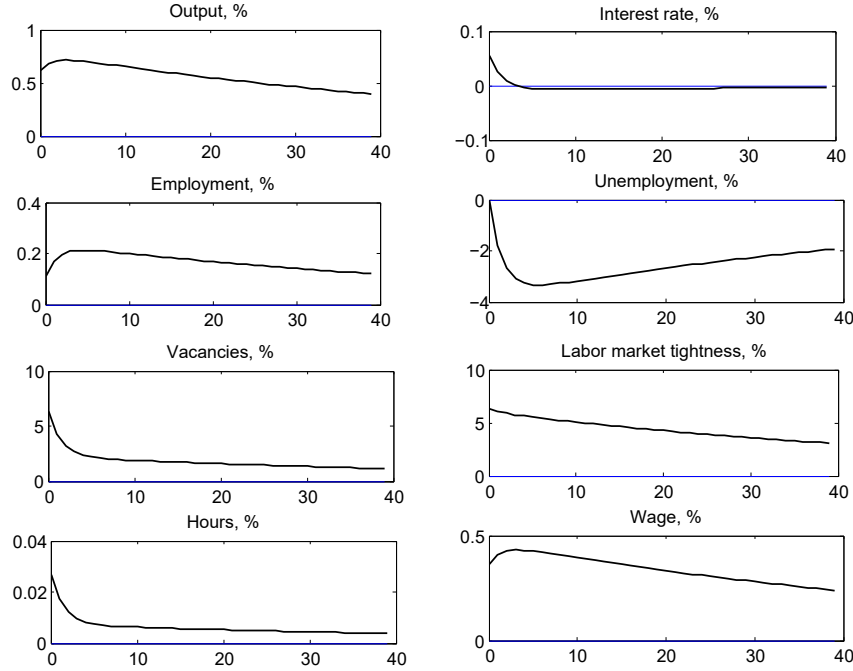 Output, %
1
0.5
0
0 10 20 30 40
Interest rate, %
0.1
0
−0.1
0 10 20 30 40
Employment, %
0.4
0.2
0
0 10 20 30 40
Unemployment, %
0
−2
−4
0 10 20 30 40
Vacancies, %
10
5
0
0 10 20 30 40
Labor market tightness, %
10
5
0
0 10 20 30 40
Hours, %
0.04
0.02
0
0 10 20 30 40
Wage, %
0.5
0
0 10 20 30 40